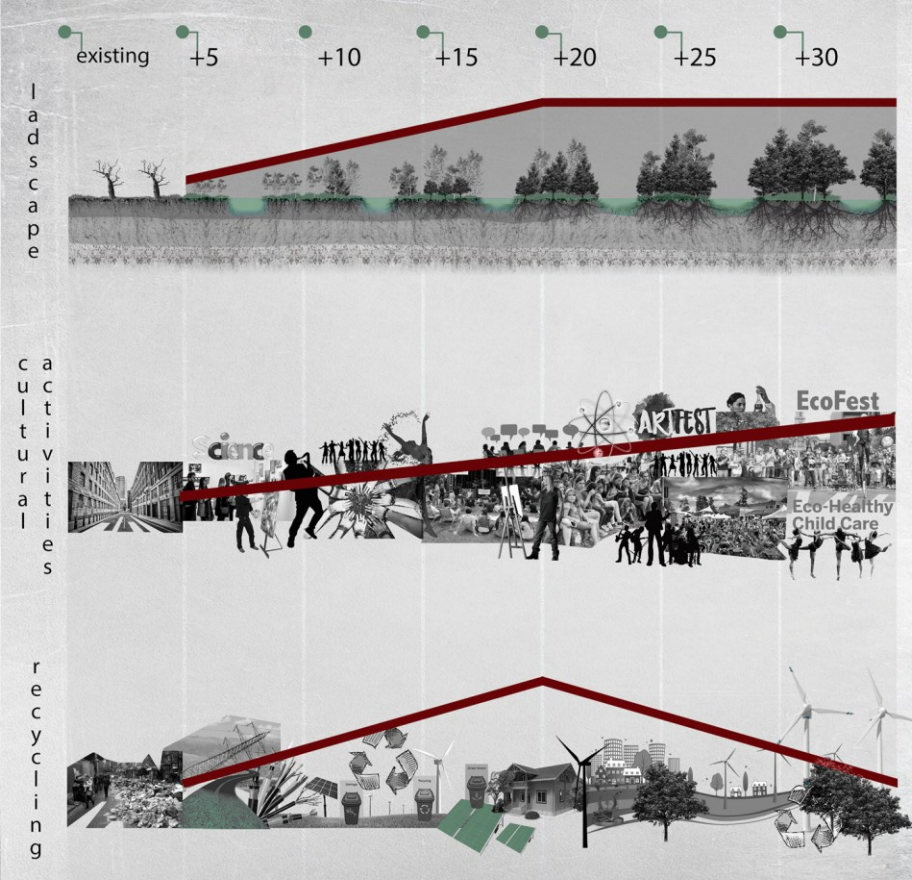 existing
+5
+10
+15
+20
+25
+30
ladscape
cultural
activities
Science
ARTFEST
EcoFest
Eco-Healthy
Child Care
recycling